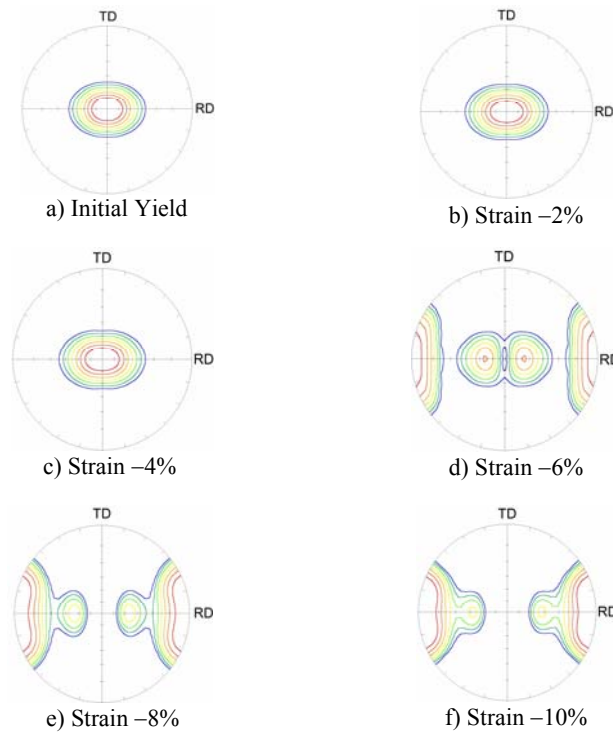 TD
RD
a) Initial Yield
TD
RD
b) Strain –2%
TD
RD
c) Strain –4%
TD
RD
d) Strain –6%
TD
RD
e) Strain –8%
TD
RD
f) Strain –10%